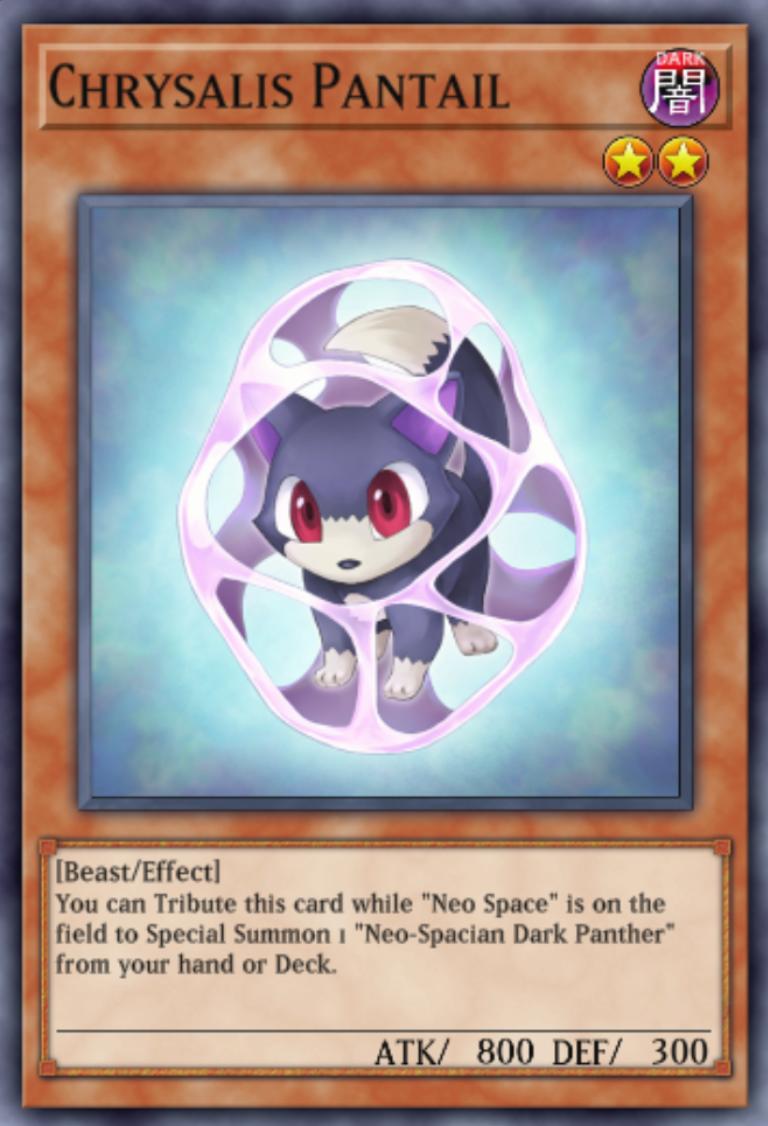 CHRYSALIS PANTAIL
DARK
闇
[Beast/Effect]
You can Tribute this card while "Neo Space" is on the
field to Special Summon 1 "Neo-Spacian Dark Panther"
from your hand or Deck.
ATK/ 800 DEF/ 300